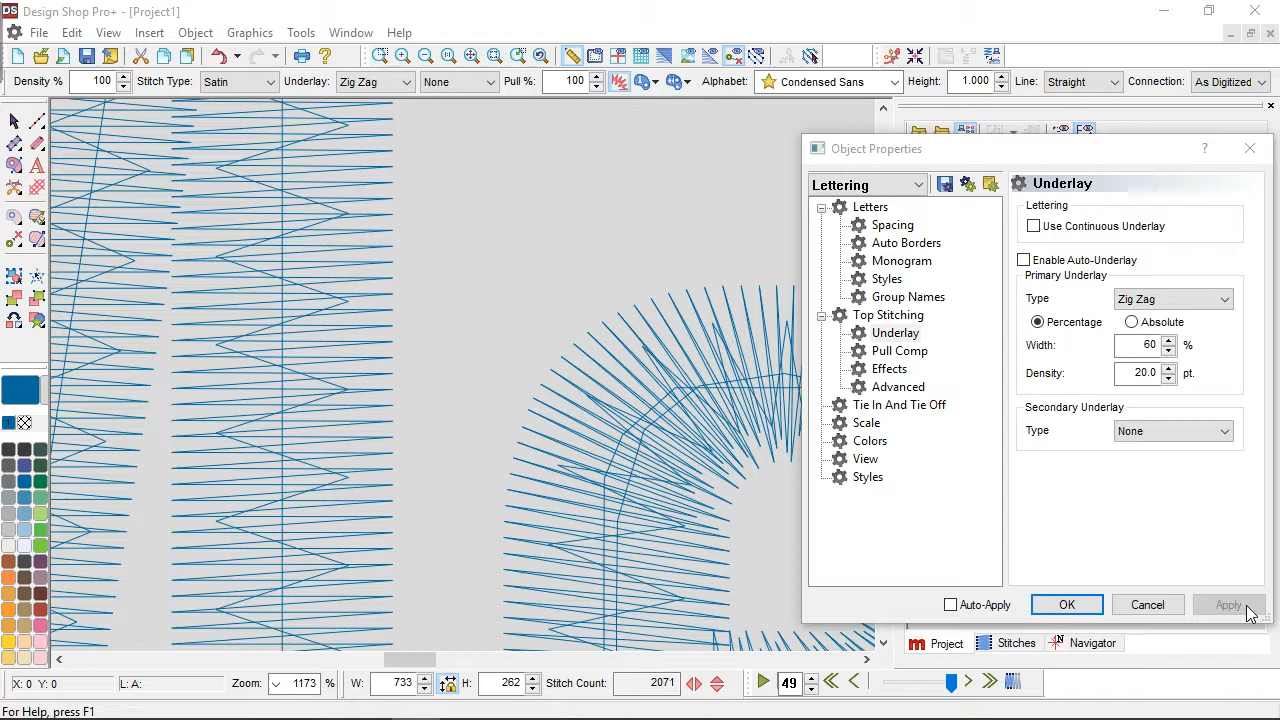 DS Design Shop Pro+ - [Project1]
File Edit View Insert Object Graphics Tools Window Help
Density % 100 Stitch Type: Satin Underlay: Zig Zag None Pull %: 100 Alphabet: Condensed Sans Height: 1.000 Line: Straight Connection: As Digitized
Object Properties ?
Lettering
Letters
Spacing
Auto Borders
Monogram
Styles
Group Names
Top Stitching
Underlay
Pull Comp
Effects
Advanced
Tie In And Tie Off
Scale
Colors
View
Styles
Underlay
Lettering
Use Continuous Underlay
Enable Auto-Underlay
Primary Underlay
Type Zig Zag
Percentage Absolute
Width: 60 %
Density: 20.0 pt.
Secondary Underlay
Type None
Auto-Apply OK Cancel Apply
Project Stitches Navigator
X: 0 Y: 0 L: A: Zoom: 1173 % W: 733 H: 262 Stitch Count: 2071 49
For Help, press F1